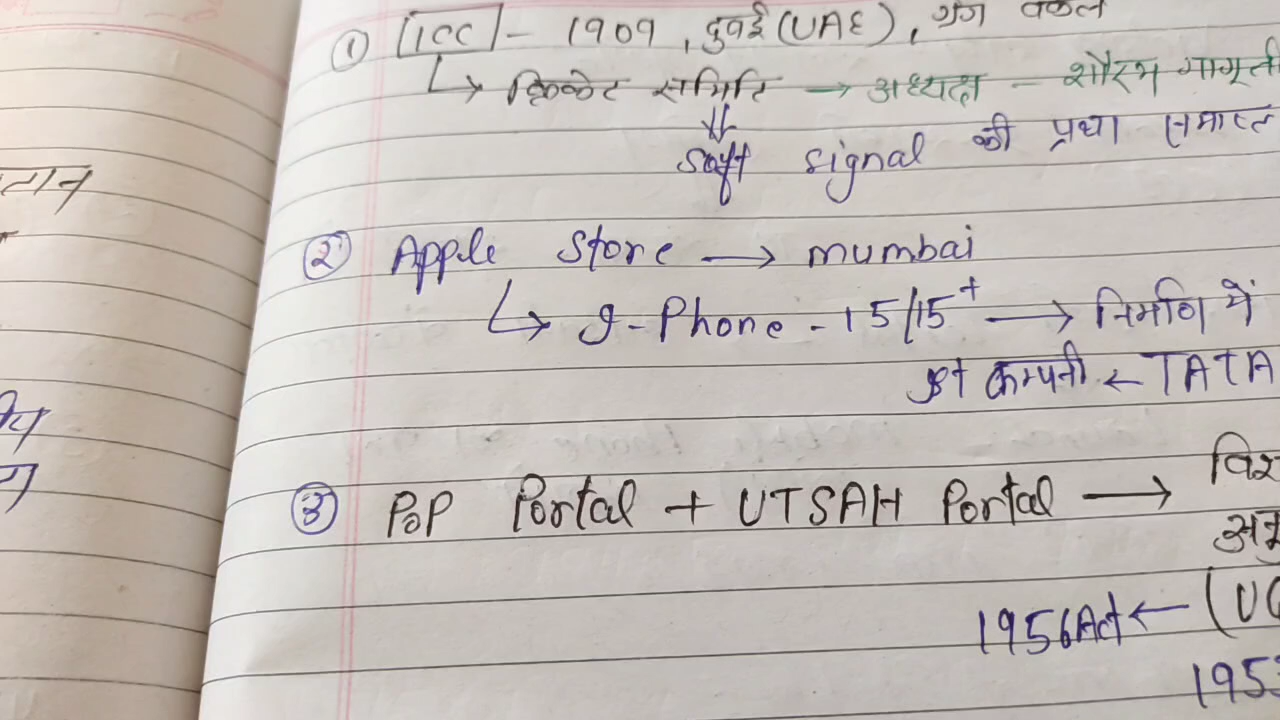 ① ICC - 1909, दुबई (UAE), ग्रेग
↳ क्रिकेट समिति → अध्यक्ष - शौरभ गांगुली
⇓
Soft signal की प्रथा समाप्त
② Apple Store → mumbai
↳ I-Phone - 15/15+ → निर्माण में
1st कम्पनी ← TATA
③ PoP Portal + UTSAH Portal →
1956 Act ← (
195